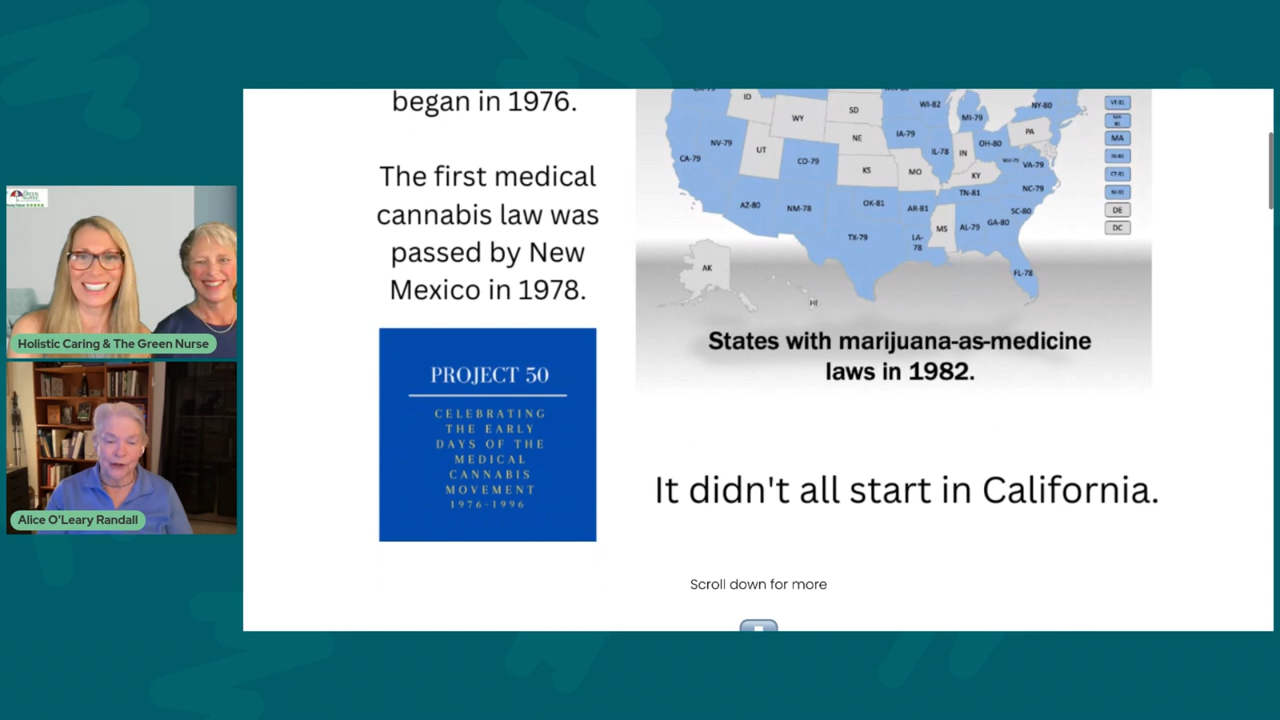 began in 1976.
The first medical
cannabis law was
passed by New
Mexico in 1978.
PROJECT 50
CELEBRATING
THE EARLY
DAYS OF THE
MEDICAL
CANNABIS
MOVEMENT
1976-1996
ID
SD
WI-82
NY-80
VT-81
WY
MI-79
NE
IA-79
PA
MA
NV-79
OH-80
UT
IL-78
IN
CA-79
CO-79
VA-79
KS
MO
KY
CT-81
NC-79
TN-81
AZ-80
NM-78
OK-81
AR-81
SC-80
DE
MS
AL-79
GA-80
DC
TX-79
LA-
78
AK
FL-78
HI
States with marijuana-as-medicine
laws in 1982.
It didn't all start in California.
Scroll down for more
Holistic Caring & The Green Nurse
Alice O'Leary Randall